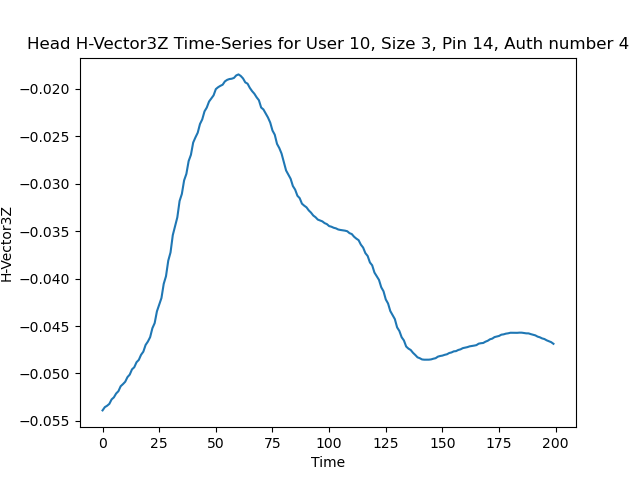 Head H-Vector3Z Time-Series for User 10, Size 3, Pin 14, Auth number 4
−0.020
−0.025
−0.030
−0.035
−0.040
−0.045
−0.050
−0.055
H-Vector3Z
0 25 50 75 100 125 150 175 200
Time